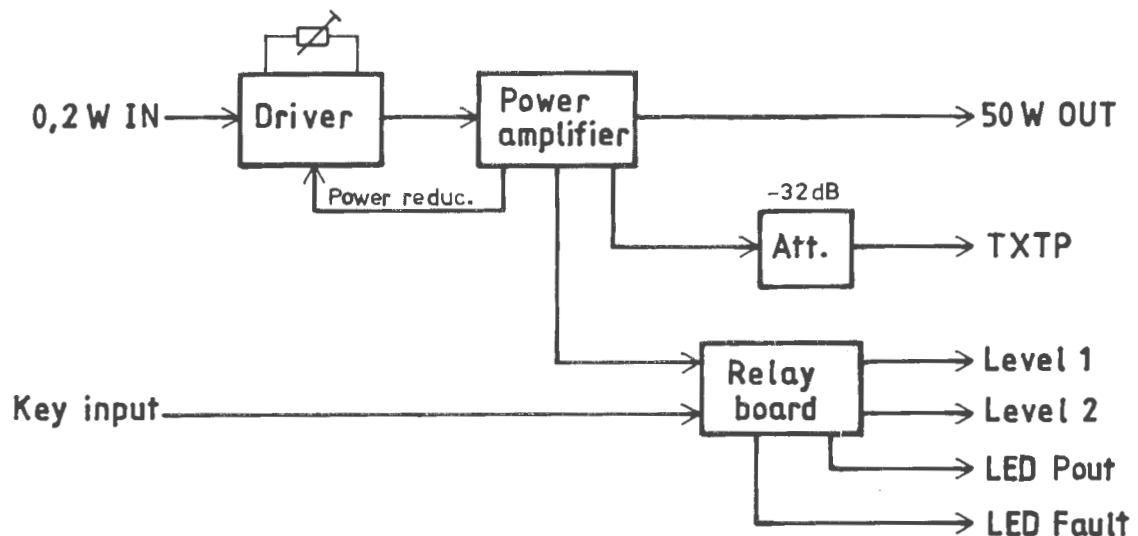 0,2 W IN
Driver
Power
amplifier
50 W OUT
Power reduc.
-32dB
Att.
TXTP
Relay
board
Level 1
Key input
Level 2
LED Pout
LED Fault